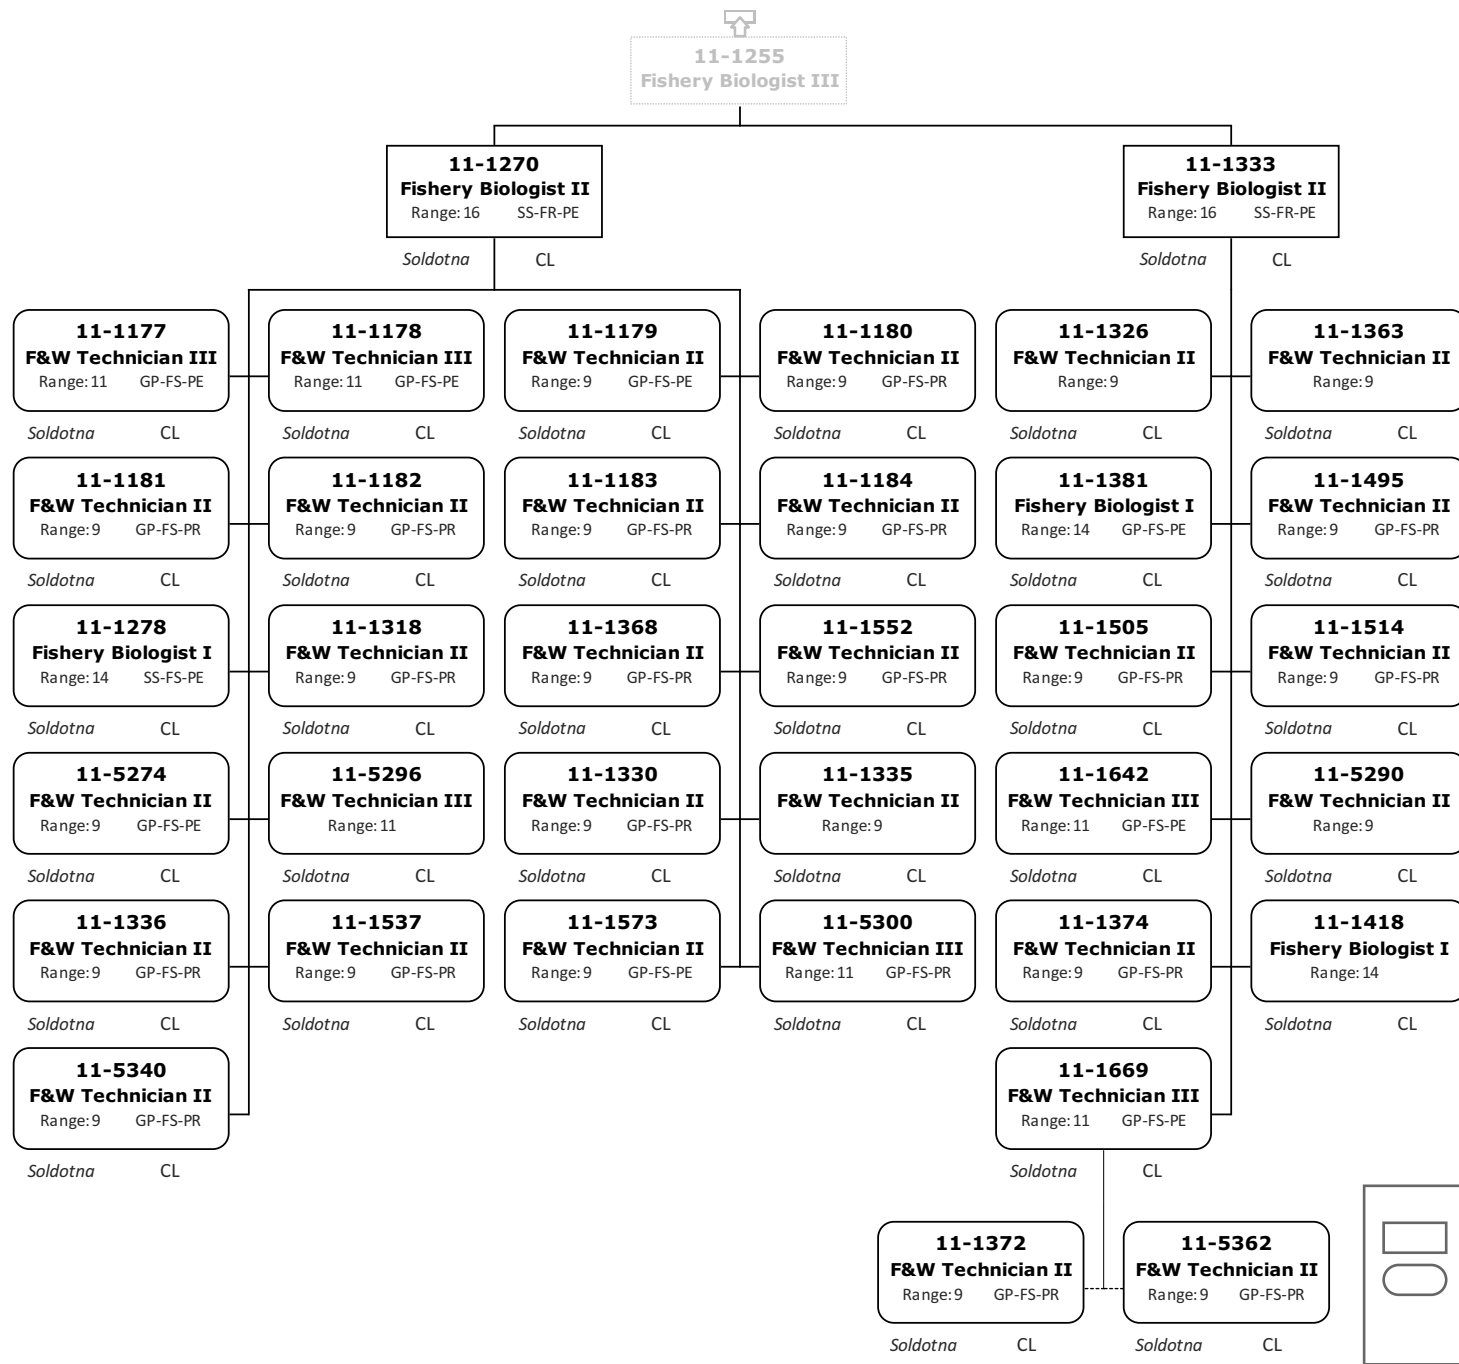 11-1255
Fishery Biologist III
11-1270
Fishery Biologist II
Range: 16 SS-FR-PE
Soldotna CL
11-1333
Fishery Biologist II
Range: 16 SS-FR-PE
Soldotna CL
11-1177
F&W Technician III
Range: 11 GP-FS-PE
Soldotna CL
11-1178
F&W Technician III
Range: 11 GP-FS-PE
Soldotna CL
11-1179
F&W Technician II
Range: 9 GP-FS-PE
Soldotna CL
11-1180
F&W Technician II
Range: 9 GP-FS-PR
Soldotna CL
11-1326
F&W Technician II
Range: 9
Soldotna CL
11-1363
F&W Technician II
Range: 9
Soldotna CL
11-1181
F&W Technician II
Range: 9 GP-FS-PR
Soldotna CL
11-1182
F&W Technician II
Range: 9 GP-FS-PR
Soldotna CL
11-1183
F&W Technician II
Range: 9 GP-FS-PR
Soldotna CL
11-1184
F&W Technician II
Range: 9 GP-FS-PR
Soldotna CL
11-1381
Fishery Biologist I
Range: 14 GP-FS-PE
Soldotna CL
11-1495
F&W Technician II
Range: 9 GP-FS-PR
Soldotna CL
11-1278
Fishery Biologist I
Range: 14 SS-FS-PE
Soldotna CL
11-1318
F&W Technician II
Range: 9 GP-FS-PR
Soldotna CL
11-1368
F&W Technician II
Range: 9 GP-FS-PR
Soldotna CL
11-1552
F&W Technician II
Range: 9 GP-FS-PR
Soldotna CL
11-1505
F&W Technician II
Range: 9 GP-FS-PR
Soldotna CL
11-1514
F&W Technician II
Range: 9 GP-FS-PR
Soldotna CL
11-5274
F&W Technician II
Range: 9 GP-FS-PE
Soldotna CL
11-5296
F&W Technician III
Range: 11
Soldotna CL
11-1330
F&W Technician II
Range: 9 GP-FS-PR
Soldotna CL
11-1335
F&W Technician II
Range: 9
Soldotna CL
11-1642
F&W Technician III
Range: 11 GP-FS-PE
Soldotna CL
11-5290
F&W Technician II
Range: 9
Soldotna CL
11-1336
F&W Technician II
Range: 9 GP-FS-PR
Soldotna CL
11-1537
F&W Technician II
Range: 9 GP-FS-PR
Soldotna CL
11-1573
F&W Technician II
Range: 9 GP-FS-PE
Soldotna CL
11-5300
F&W Technician III
Range: 11 GP-FS-PR
Soldotna CL
11-1374
F&W Technician II
Range: 9 GP-FS-PR
Soldotna CL
11-1418
Fishery Biologist I
Range: 14
Soldotna CL
11-5340
F&W Technician II
Range: 9 GP-FS-PR
Soldotna CL
11-1669
F&W Technician III
Range: 11 GP-FS-PE
Soldotna CL
11-1372
F&W Technician II
Range: 9 GP-FS-PR
Soldotna CL
11-5362
F&W Technician II
Range: 9 GP-FS-PR
Soldotna CL